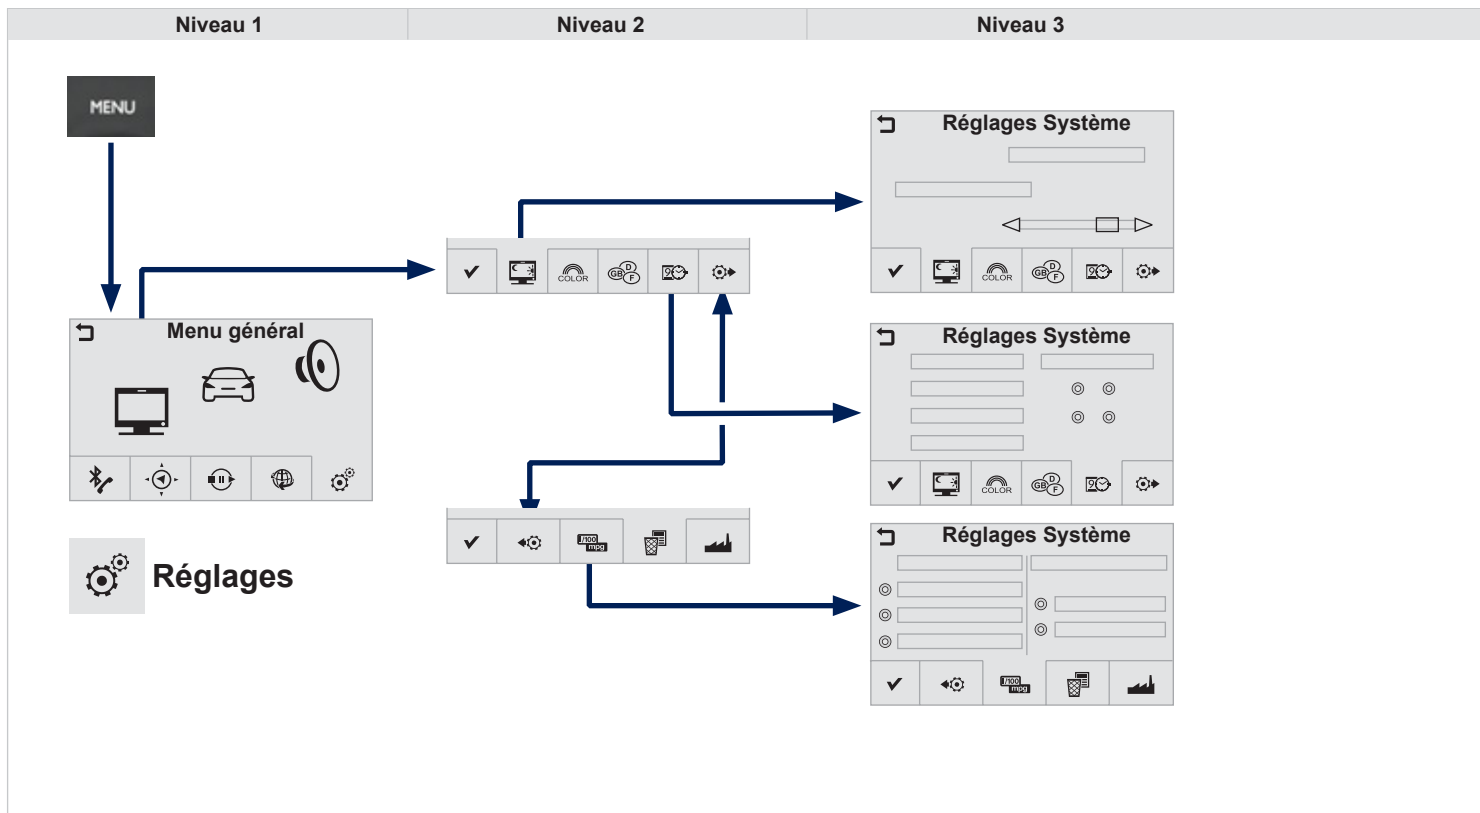 Niveau 1 Niveau 2 Niveau 3
MENU
Réglages Système
COLOR GB D F
COLOR GB D F
Menu général
Réglages Système
COLOR GB D F
Réglages Système
l/100 mpg
Réglages
l/100 mpg